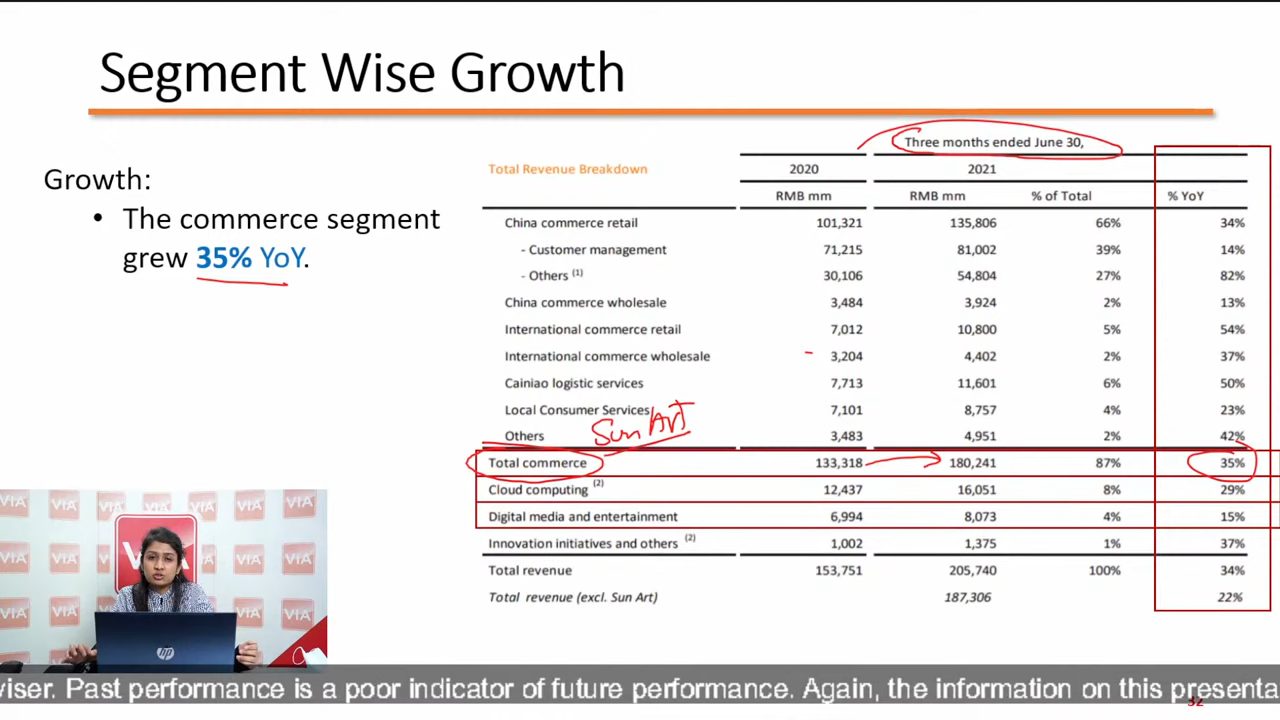 Segment Wise Growth
Growth:
• The commerce segment
grew 35% YoY.
Three months ended June 30,
Total Revenue Breakdown 2020 2021
RMB mm RMB mm % of Total % YoY
China commerce retail 101,321 135,806 66% 34%
- Customer management 71,215 81,002 39% 14%
- Others (1) 30,106 54,804 27% 82%
China commerce wholesale 3,484 3,924 2% 13%
International commerce retail 7,012 10,800 5% 54%
International commerce wholesale 3,204 4,402 2% 37%
Cainiao logistic services 7,713 11,601 6% 50%
Local Consumer Services 7,101 8,757 4% 23%
Others 3,483 4,951 2% 42%
Sun Art
Total commerce 133,318 180,241 87% 35%
Cloud computing (2) 12,437 16,051 8% 29%
Digital media and entertainment 6,994 8,073 4% 15%
Innovation initiatives and others (2) 1,002 1,375 1% 37%
Total revenue 153,751 205,740 100% 34%
Total revenue (excl. Sun Art) 187,306 22%
VIA
hp
viser. Past performance is a poor indicator of future performance. Again, the information on this presenta
32